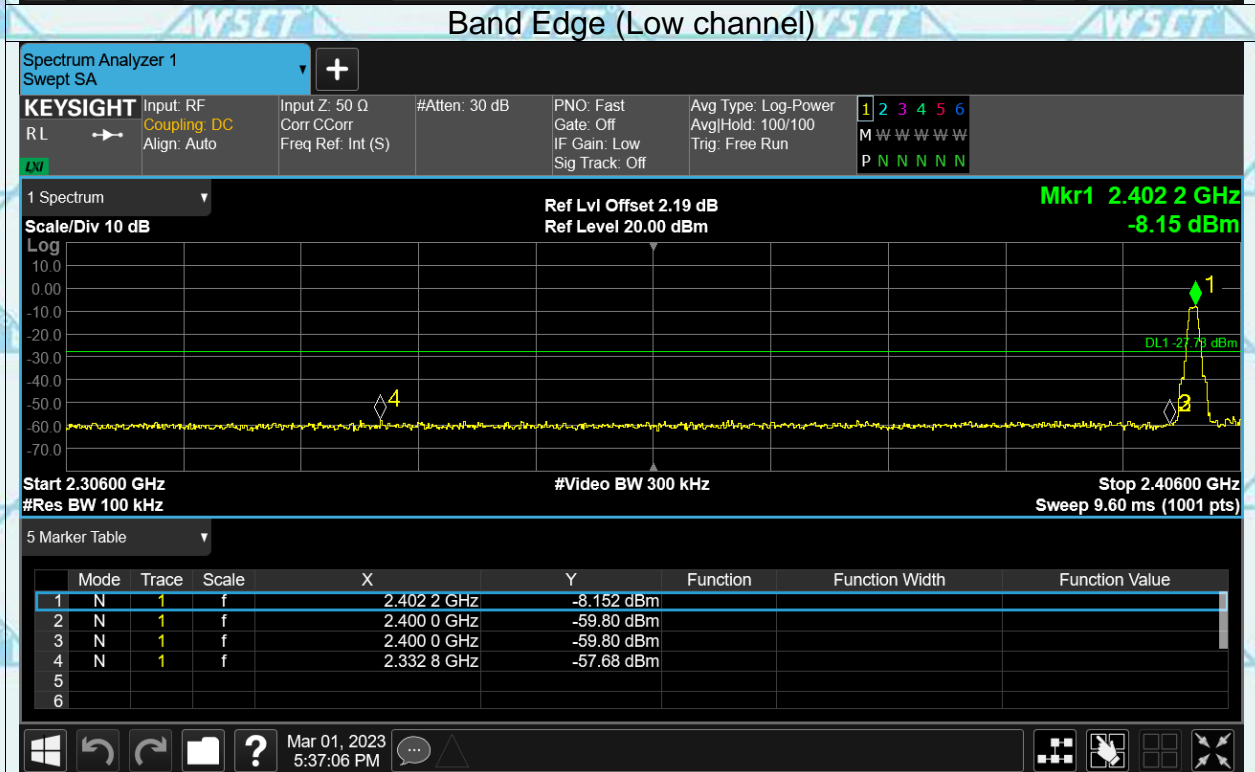 Band Edge (Low channel)
Spectrum Analyzer 1
Swept SA
+
KEYSIGHT Input: RF Input Z: 50 Ω #Atten: 30 dB PNO: Fast Avg Type: Log-Power 1 2 3 4 5 6
RL Coupling: DC Corr CCorr Gate: Off Avg|Hold: 100/100 M W W W W W
Align: Auto Freq Ref: Int (S) IF Gain: Low Trig: Free Run
LXI Sig Track: Off P N N N N N
1 Spectrum Ref Lvl Offset 2.19 dB Mkr1 2.402 2 GHz
Scale/Div 10 dB Ref Level 20.00 dBm -8.15 dBm
Log
10.0
0.00
1
-10.0
-20.0
DL1 -27.78 dBm
-30.0
-40.0
4
-50.0
-60.0
-70.0
Start 2.30600 GHz #Video BW 300 kHz Stop 2.40600 GHz
#Res BW 100 kHz Sweep 9.60 ms (1001 pts)
5 Marker Table
Mode Trace Scale X Y Function Function Width Function Value
1 N 1 f 2.402 2 GHz -8.152 dBm
2 N 1 f 2.400 0 GHz -59.80 dBm
3 N 1 f 2.400 0 GHz -59.80 dBm
4 N 1 f 2.332 8 GHz -57.68 dBm
5
6
? Mar 01, 2023
5:37:06 PM